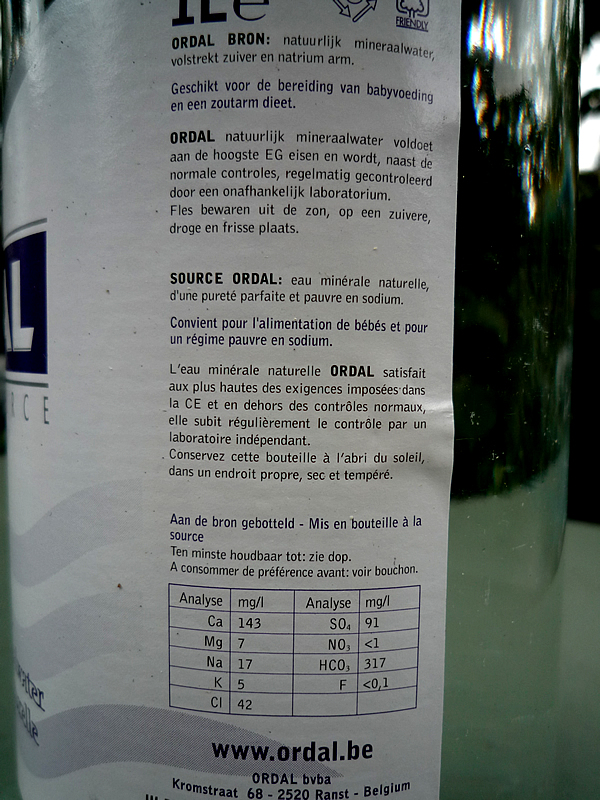 1L e
FRIENDLY
ORDAL BRON: natuurlijk mineraalwater,
volstrekt zuiver en natrium arm.
Geschikt voor de bereiding van babyvoeding
en een zoutarm dieet.
ORDAL natuurlijk mineraalwater voldoet
aan de hoogste EG eisen en wordt, naast de
normale controles, regelmatig gecontroleerd
door een onafhankelijk laboratorium.
Fles bewaren uit de zon, op een zuivere,
droge en frisse plaats.
SOURCE ORDAL: eau minérale naturelle,
d'une pureté parfaite et pauvre en sodium.
Convient pour l'alimentation de bébés et pour
un régime pauvre en sodium.
L'eau minérale naturelle ORDAL satisfait
aux plus hautes des exigences imposées dans
la CE et en dehors des contrôles normaux,
elle subit régulièrement le contrôle par un
laboratoire indépendant.
Conservez cette bouteille à l'abri du soleil,
dans un endroit propre, sec et tempéré.
Aan de bron gebotteld - Mis en bouteille à la
source
Ten minste houdbaar tot: zie dop.
A consommer de préférence avant: voir bouchon.
Analyse mg/l Analyse mg/l
Ca 143 SO₄ 91
Mg 7 NO₃ <1
Na 17 HCO₃ 317
K 5 F <0,1
Cl 42
www.ordal.be
ORDAL bvba
Kromstraat 68 - 2520 Ranst - Belgium
AL
RCE